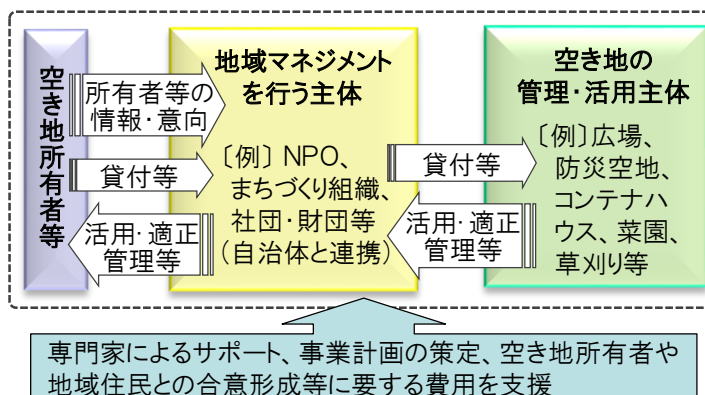 空き地所有者等
所有者等の
情報・意向
貸付等
活用・適正
管理等
地域マネジメント
を行う主体
〔例〕NPO、
まちづくり組織、
社団・財団等
（自治体と連携）
貸付等
活用・適正
管理等
空き地の
管理・活用主体
〔例〕広場、
防災空地、
コンテナハ
ウス、菜園、
草刈り等
専門家によるサポート、事業計画の策定、空き地所有者や
地域住民との合意形成等に要する費用を支援